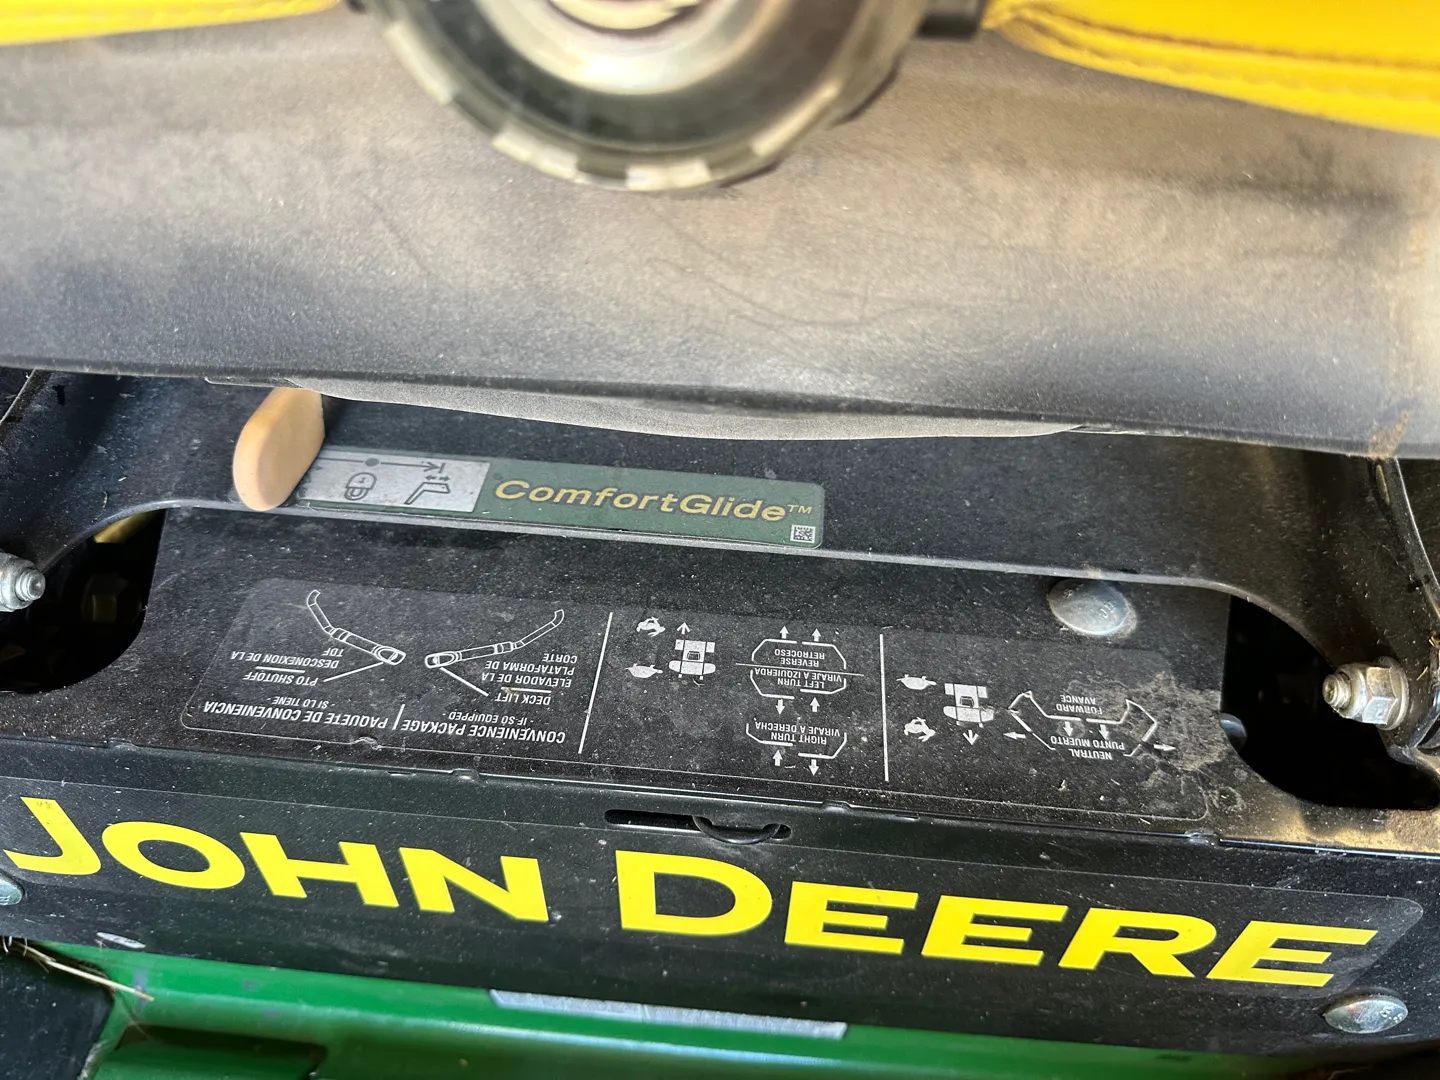 ComfortGlide™
CONVENIENCE PACKAGE
- IF SO EQUIPPED
PAQUETE DE CONVENIENCIA
SI LO TIENE
DECK LIFT
ELEVADOR DE LA
PLATAFORMA DE
CORTE
PTO SHUTOFF
DESCONEXION DE LA
TDF
RIGHT TURN
VIRAJE A DERECHA
LEFT TURN
VIRAJE A IZQUIERDA
REVERSE
RETROCESO
NEUTRAL
PUNTO MUERTO
FORWARD
AVANCE
JOHN DEERE